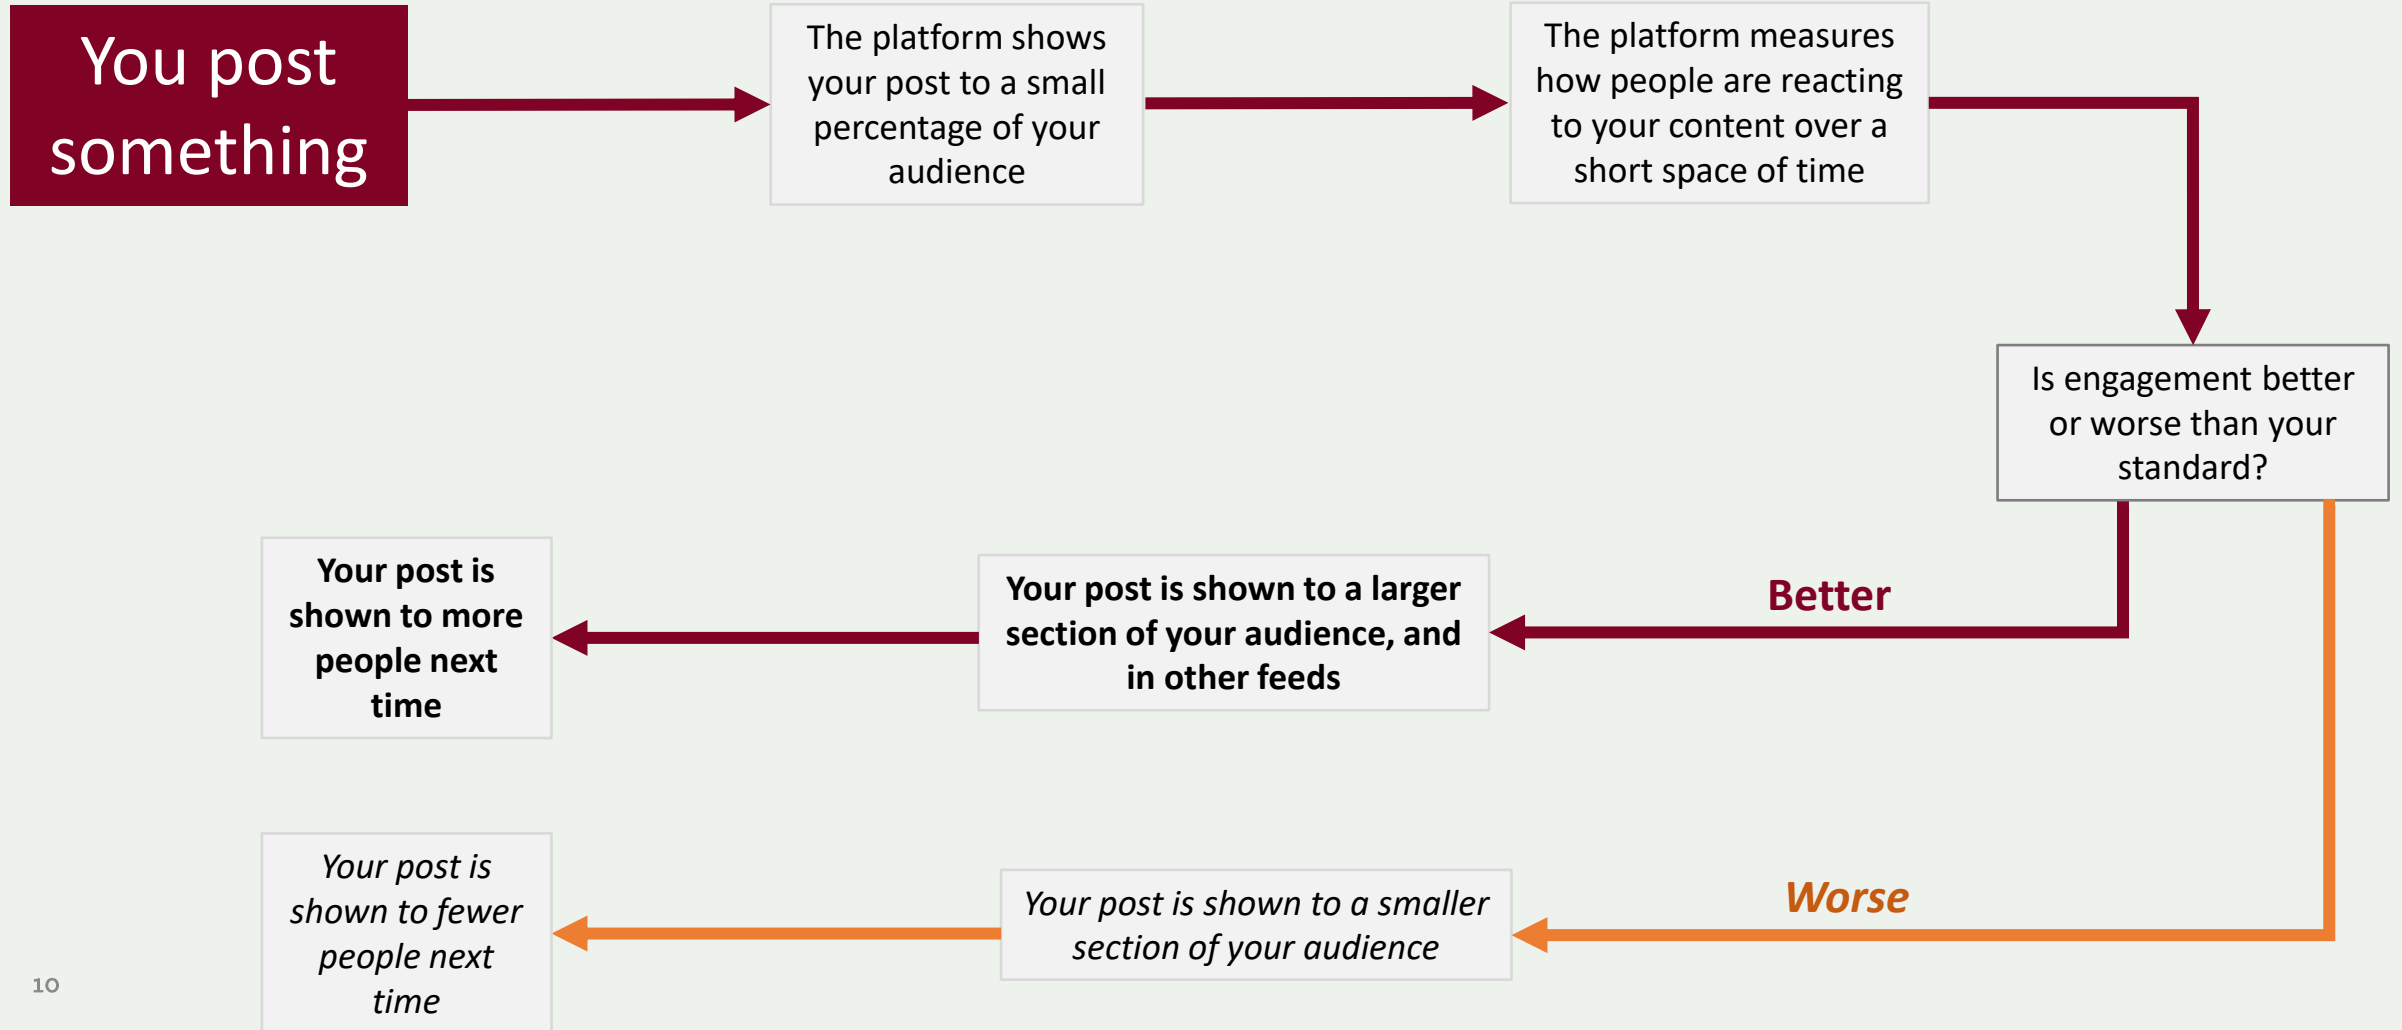 You post
something
The platform shows
your post to a small
percentage of your
audience
The platform measures
how people are reacting
to your content over a
short space of time
Is engagement better
or worse than your
standard?
Better
Your post is shown to a larger
section of your audience, and
in other feeds
Your post is
shown to more
people next
time
Worse
Your post is shown to a smaller
section of your audience
Your post is
shown to fewer
people next
time
10